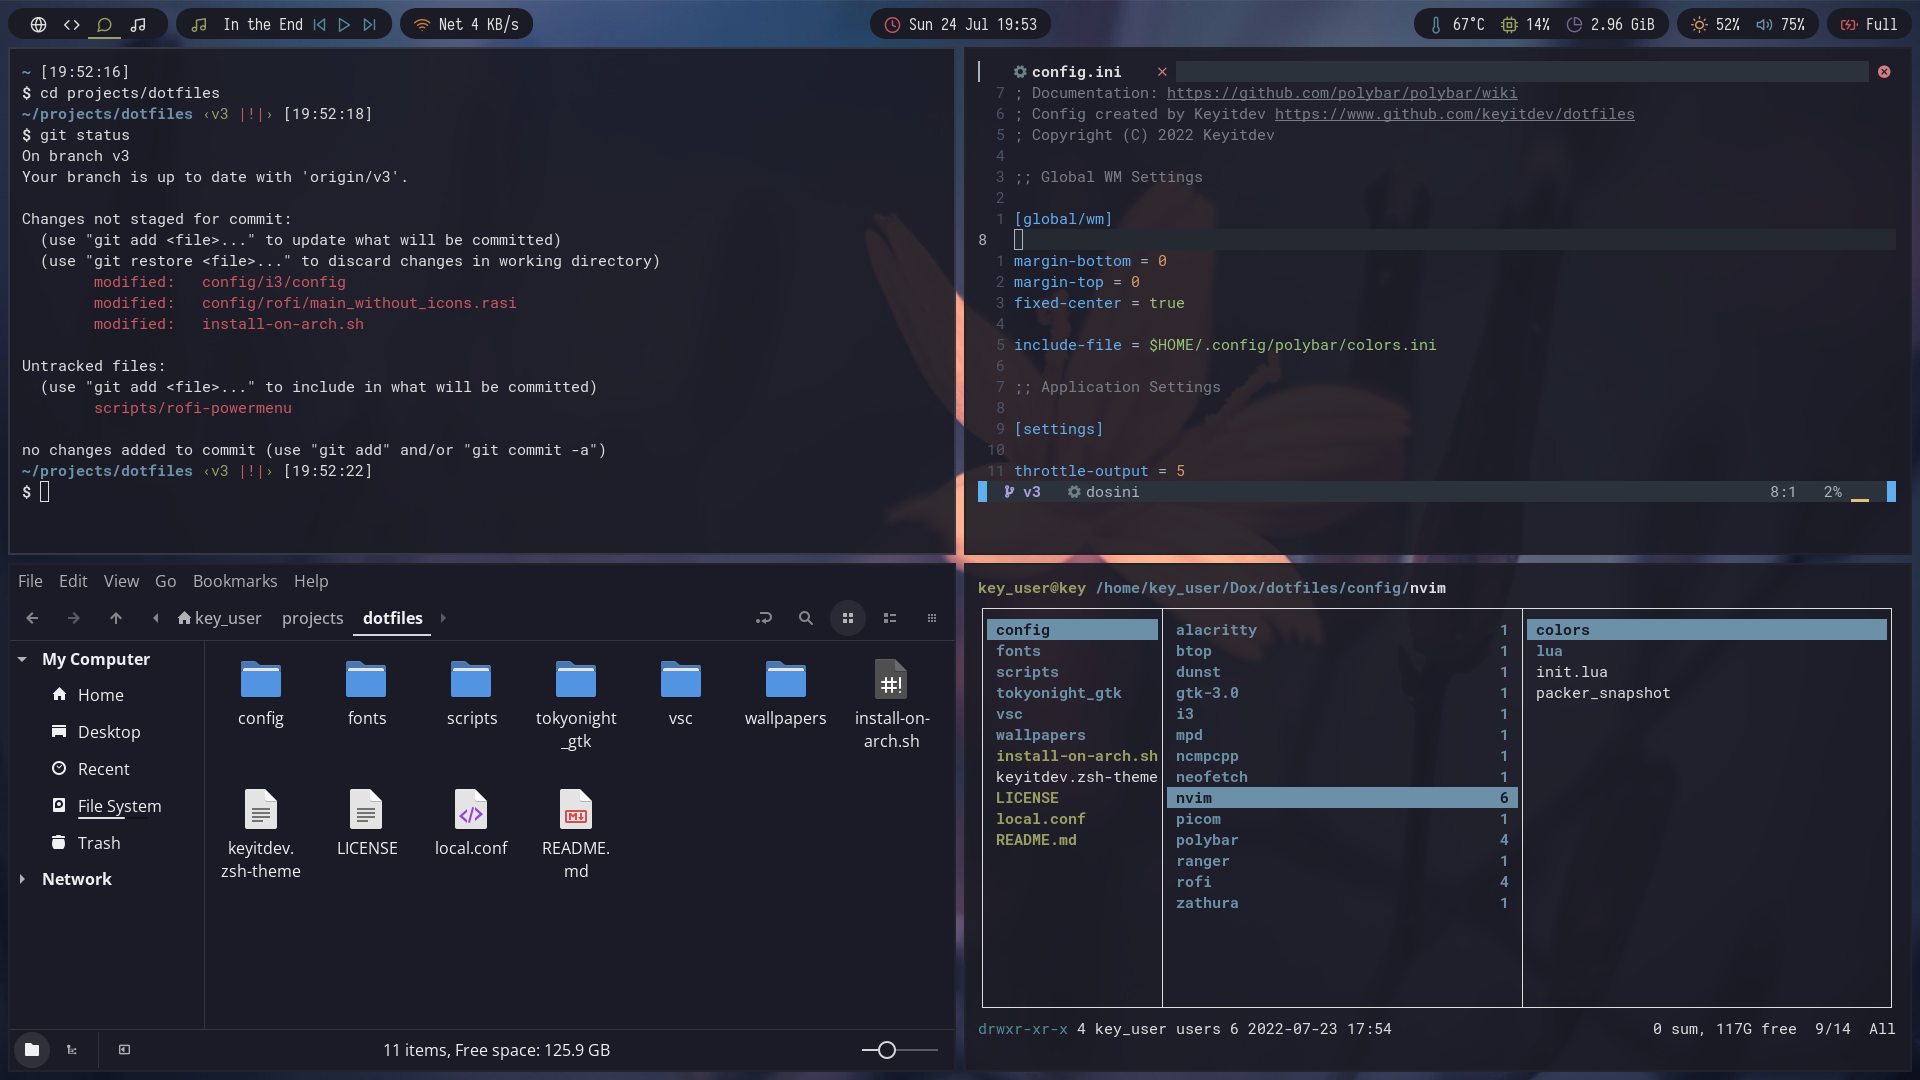 In the End
Net 4 KB/s
Sun 24 Jul 19:53
67°C 14% 2.96 GiB
52% 75%
Full
~ [19:52:16]
$ cd projects/dotfiles
~/projects/dotfiles ‹v3 |!|› [19:52:18]
$ git status
On branch v3
Your branch is up to date with 'origin/v3'.
Changes not staged for commit:
(use "git add <file>..." to update what will be committed)
(use "git restore <file>..." to discard changes in working directory)
modified: config/i3/config
modified: config/rofi/main_without_icons.rasi
modified: install-on-arch.sh
Untracked files:
(use "git add <file>..." to include in what will be committed)
scripts/rofi-powermenu
no changes added to commit (use "git add" and/or "git commit -a")
~/projects/dotfiles ‹v3 |!|› [19:52:22]
$
config.ini
7 ; Documentation: https://github.com/polybar/polybar/wiki
6 ; Config created by Keyitdev https://www.github.com/keyitdev/dotfiles
5 ; Copyright (C) 2022 Keyitdev
4
3 ;; Global WM Settings
2
1 [global/wm]
8
1 margin-bottom = 0
2 margin-top = 0
3 fixed-center = true
4
5 include-file = $HOME/.config/polybar/colors.ini
6
7 ;; Application Settings
8
9 [settings]
10
11 throttle-output = 5
v3 dosini 8:1 2%
File Edit View Go Bookmarks Help
key_user projects dotfiles
My Computer
Home
Desktop
Recent
File System
Trash
Network
config
fonts
scripts
tokyonight
_gtk
vsc
wallpapers
#!
install-on-
arch.sh
keyitdev.
zsh-theme
LICENSE
</>
local.conf
M
README.
md
11 items, Free space: 125.9 GB
key_user@key /home/key_user/Dox/dotfiles/config/nvim
config
fonts
scripts
tokyonight_gtk
vsc
wallpapers
install-on-arch.sh
keyitdev.zsh-theme
LICENSE
local.conf
README.md
alacritty 1
btop 1
dunst 1
gtk-3.0 1
i3 1
mpd 1
ncmpcpp 1
neofetch 1
nvim 6
picom 1
polybar 4
ranger 1
rofi 4
zathura 1
colors
lua
init.lua
packer_snapshot
drwxr-xr-x 4 key_user users 6 2022-07-23 17:54
0 sum, 117G free 9/14 All